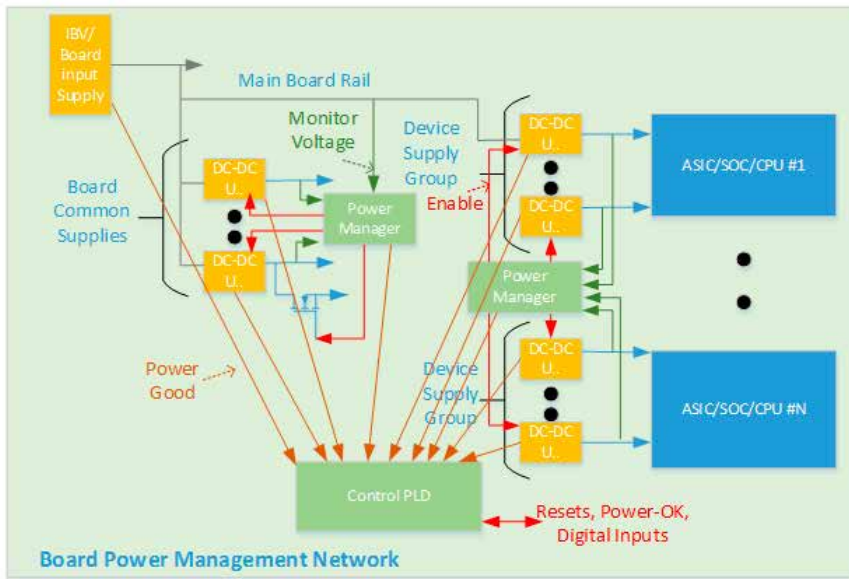 IBV/
Board
input
Supply
Main Board Rail
Monitor
Voltage
Device
Supply
Group
Enable
DC-DC
U..
DC-DC
U..
ASIC/SOC/CPU #1
Board
Common
Supplies
DC-DC
U..
DC-DC
U..
Power
Manager
Power
Manager
Power
Good
Device
Supply
Group
DC-DC
U..
DC-DC
U..
ASIC/SOC/CPU #N
Control PLD
Resets, Power-OK,
Digital Inputs
Board Power Management Network